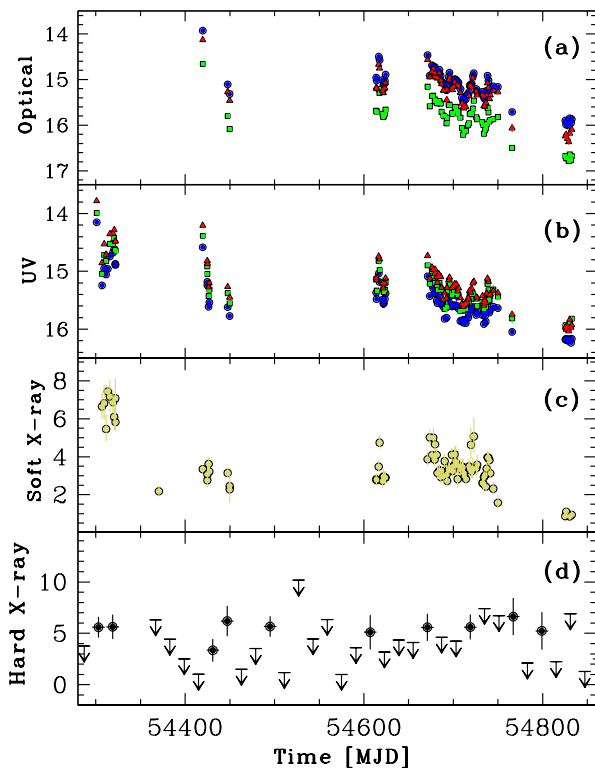 14
15
16
17
Optical
(a)
14
15
16
UV
(b)
8
6
4
2
Soft X-ray
(c)
10
5
0
Hard X-ray
(d)
54400 54600 54800
Time [MJD]